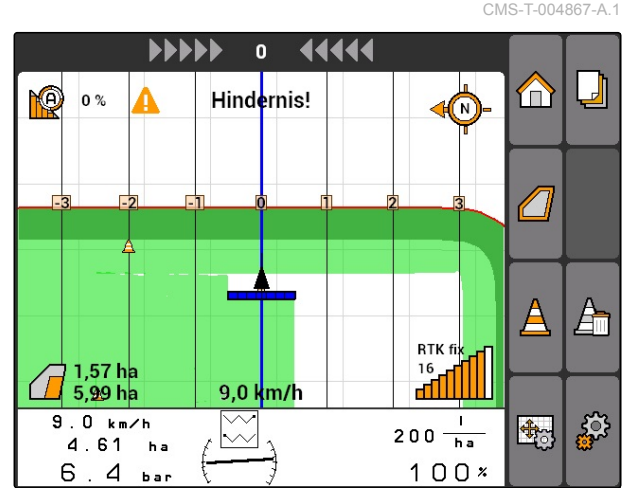 CMS-T-004867-A.1
0
A 0 % Hindernis! N
-3 -2 -1 0 1 2 3
RTK fix
16
1,57 ha
5,99 ha 9,0 km/h
9.0 km/h
4.61 ha
6.4 bar
200 l/ha
100%